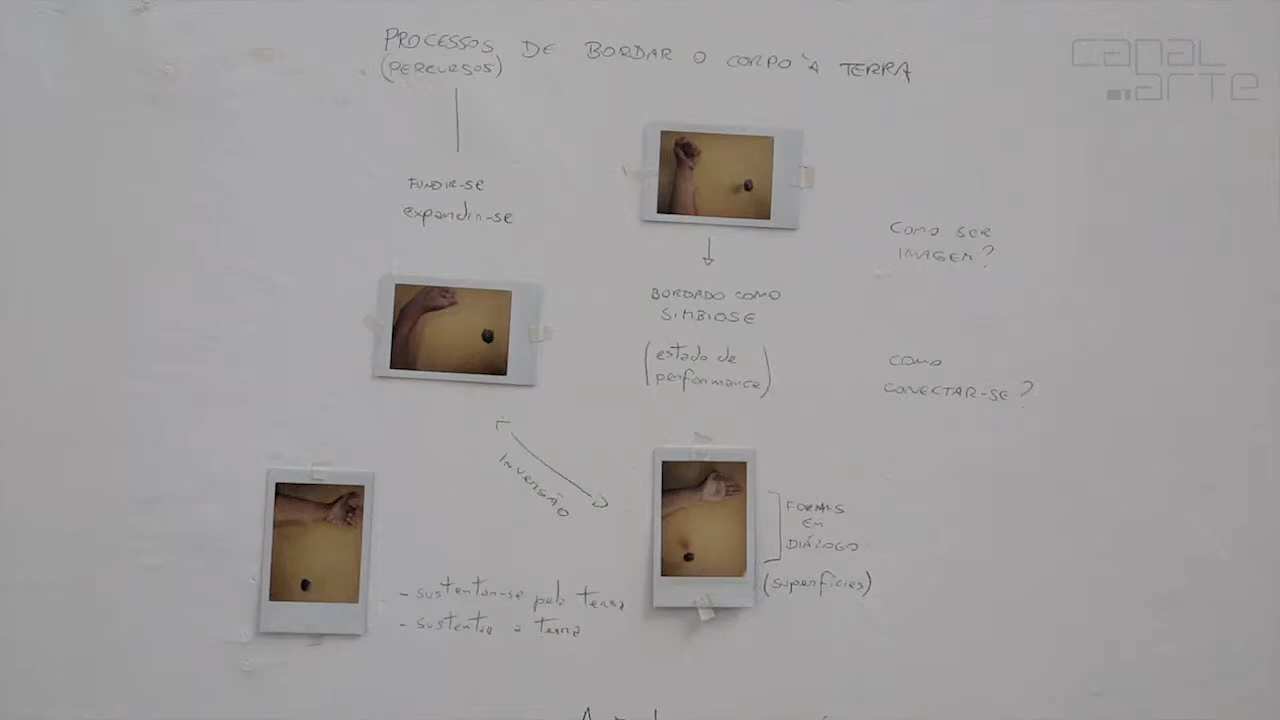 PROCESSOS DE BORDAR O CORPO À TERRA
(PERCURSOS)
FUNDIR-SE
expandir-se
BORDADO COMO
SIMBIOSE
(estado de
performance)
COMO SER
IMAGEM?
COMO
CONECTAR-SE?
INVERSÃO
FORMAS
EM
DIÁLOGO
(superfícies)
- sustentar-se pela terra
- sustentar a terra
canal
arte